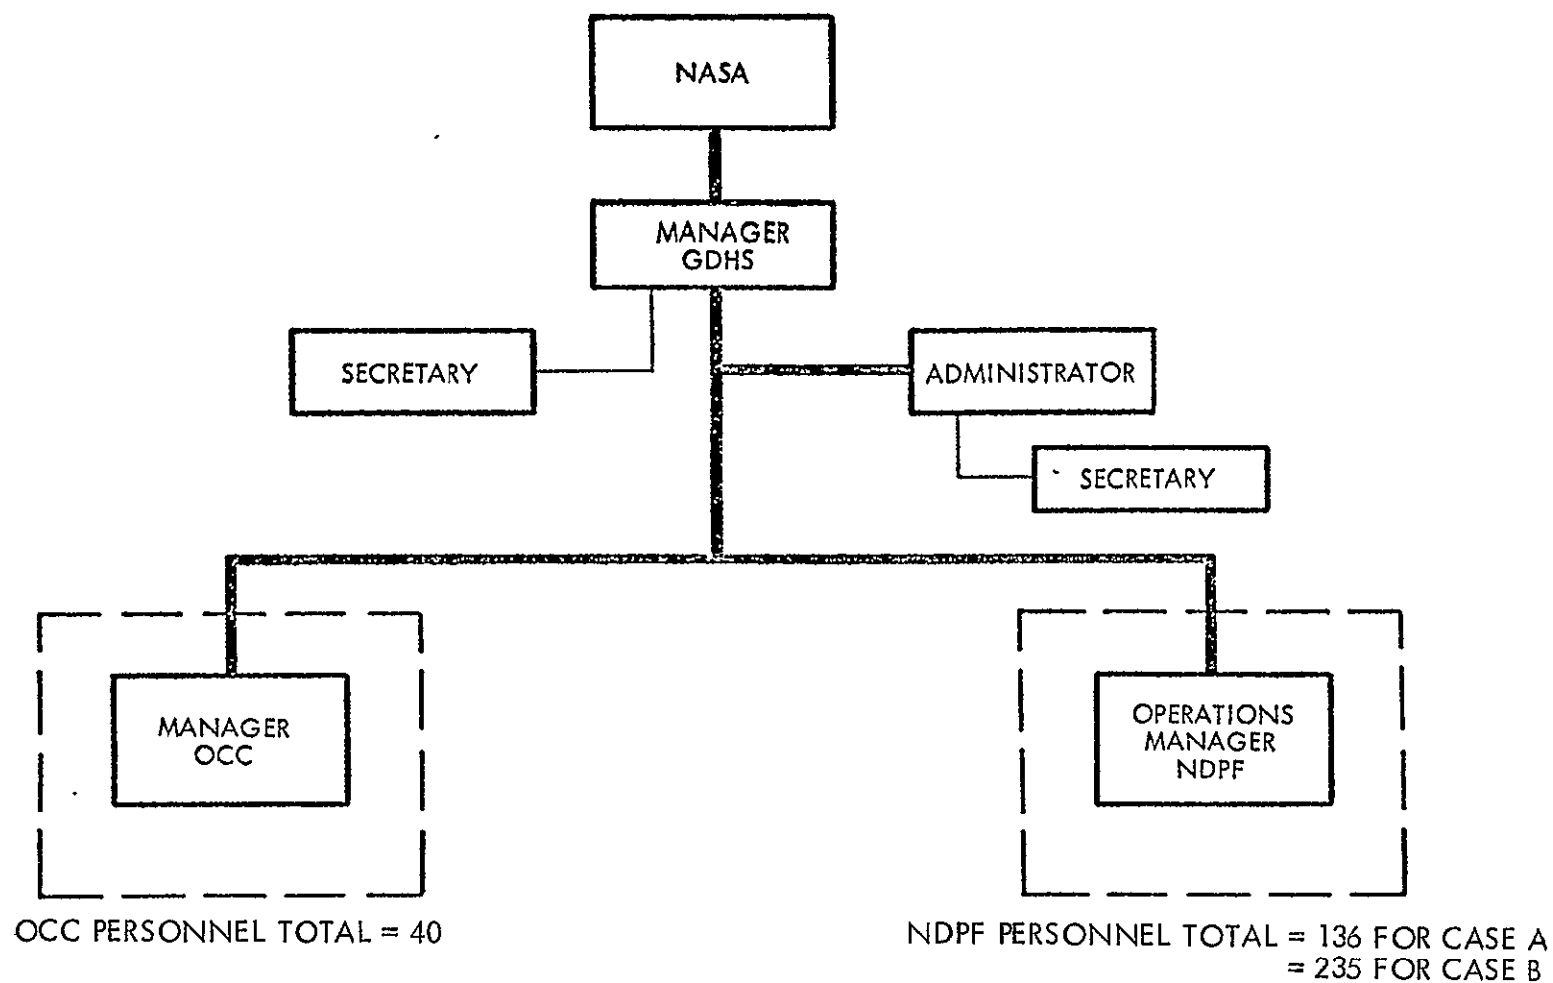 NASA
MANAGER
GDHS
SECRETARY
ADMINISTRATOR
SECRETARY
MANAGER
OCC
OPERATIONS
MANAGER
NDPF
OCC PERSONNEL TOTAL = 40
NDPF PERSONNEL TOTAL = 136 FOR CASE A
= 235 FOR CASE B